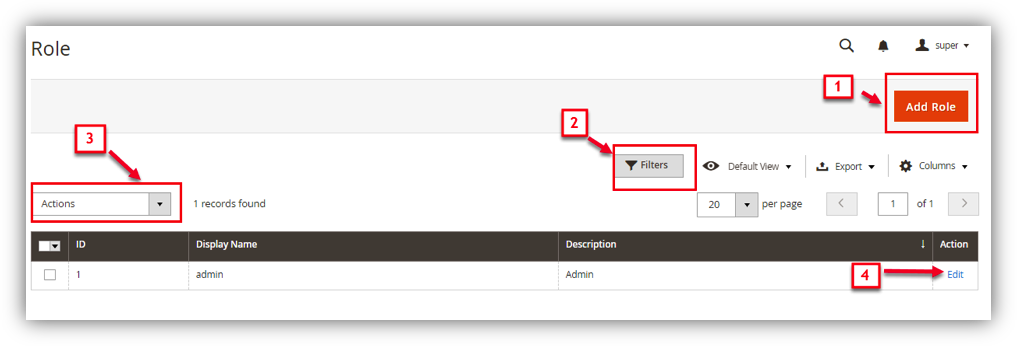 Role
super
1
Add Role
2
3
Filters
Default View
Export
Columns
Actions
1 records found
20
per page
1
of 1
ID
Display Name
Description
Action
1
admin
Admin
4
Edit